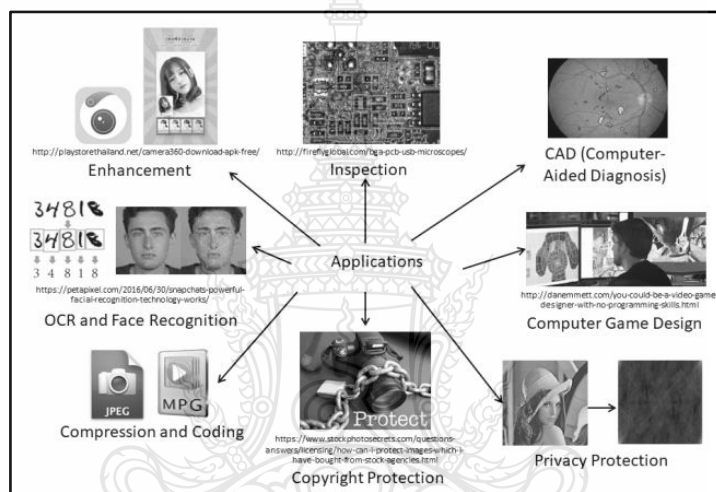 http://playstorethailand.net/camera360-download-apk-free/
Enhancement
http://fireflyglobal.com/bga-pcb-usb-microscopes/
Inspection
CAD (Computer-
Aided Diagnosis)
34818
34818
3 4 8 1 8
https://petapixel.com/2016/06/30/snapchats-powerful-
facial-recognition-technology-works/
OCR and Face Recognition
Applications
http://danemmett.com/you-could-be-a-video-game-
designer-with-no-programming-skills.html
Computer Game Design
JPEG
MPG
Compression and Coding
Protect
https://www.stockphotosecrets.com/questions-
answers/licensing/how-can-i-protect-images-which-i-
have-bought-from-stock-agencies.html
Copyright Protection
Privacy Protection